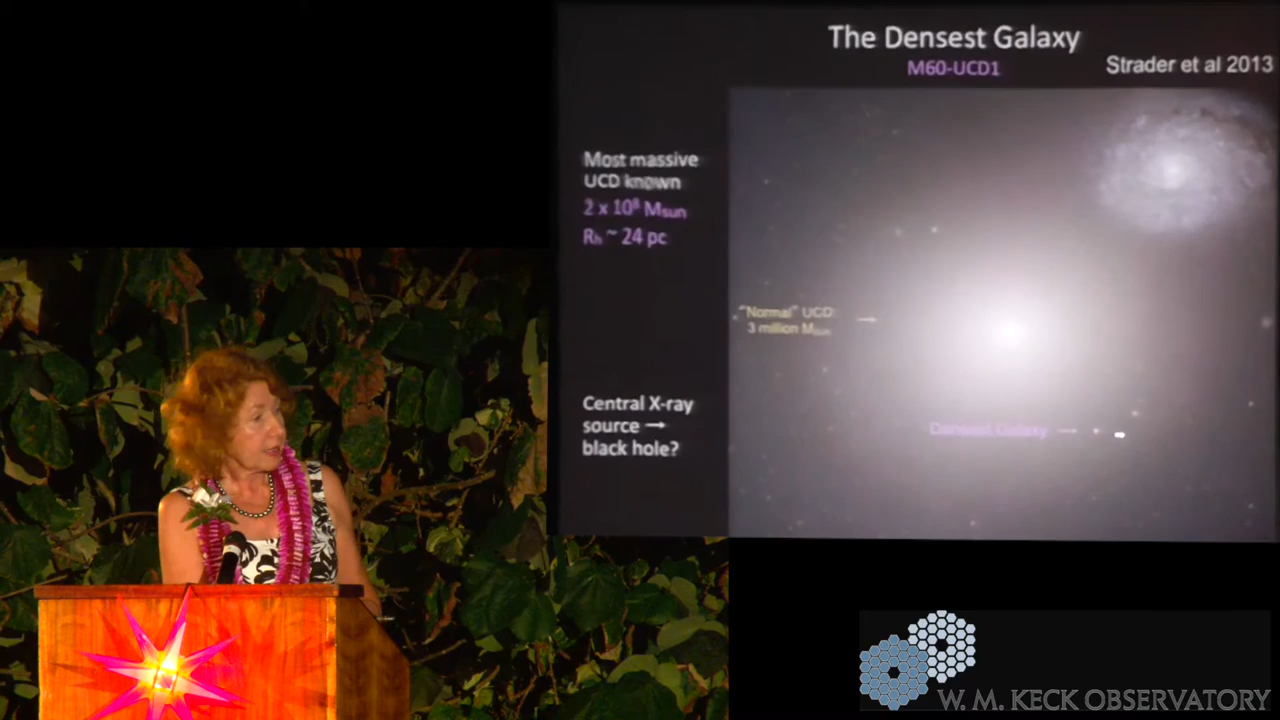 The Densest Galaxy
M60-UCD1
Strader et al 2013
Most massive
UCD known
2 x 10⁸ Msun
Rₕ ~ 24 pc
"Normal" UCD:
3 million Msun
Central X-ray
source →
black hole?
Densest Galaxy
W. M. KECK OBSERVATORY